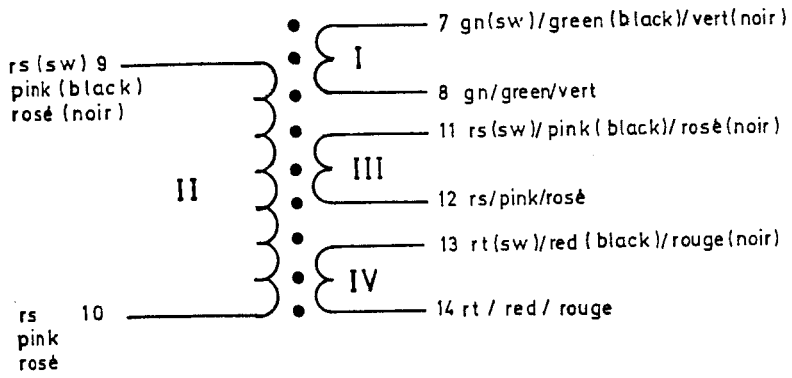 7 gn(sw)/green(black)/vert(noir)
I
rs(sw) 9
pink(black)
rosé(noir)
8 gn/green/vert
11 rs(sw)/pink(black)/rosé(noir)
III
II
12 rs/pink/rosé
13 rt(sw)/red(black)/rouge(noir)
IV
rs 10
pink
rosé
14 rt / red / rouge